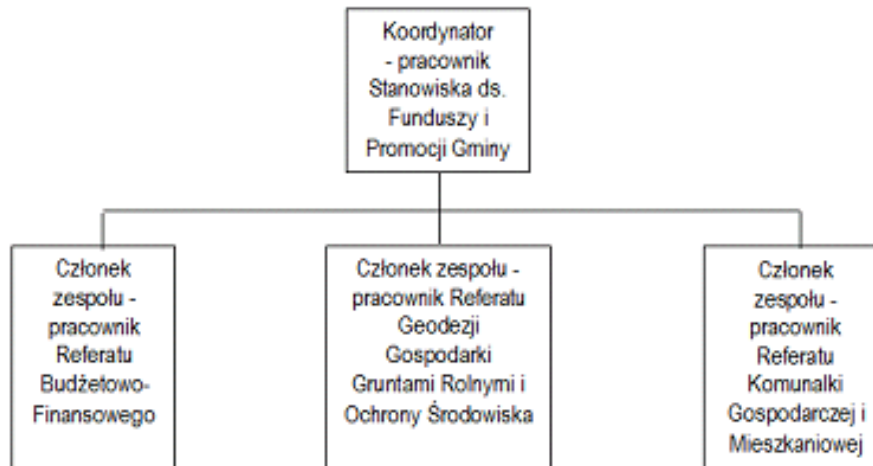 Koordynator
- pracownik
Stanowiska ds.
Funduszy i
Promocji Gminy
Członek
zespołu -
pracownik
Referatu
Budżetowo-
Finansowego
Członek zespołu -
pracownik Referatu
Geodezji
Gospodarki
Gruntami Rolnymi i
Ochrony Środowiska
Członek
zespołu -
pracownik
Referatu
Komunalki
Gospodarczej i
Mieszkaniowej